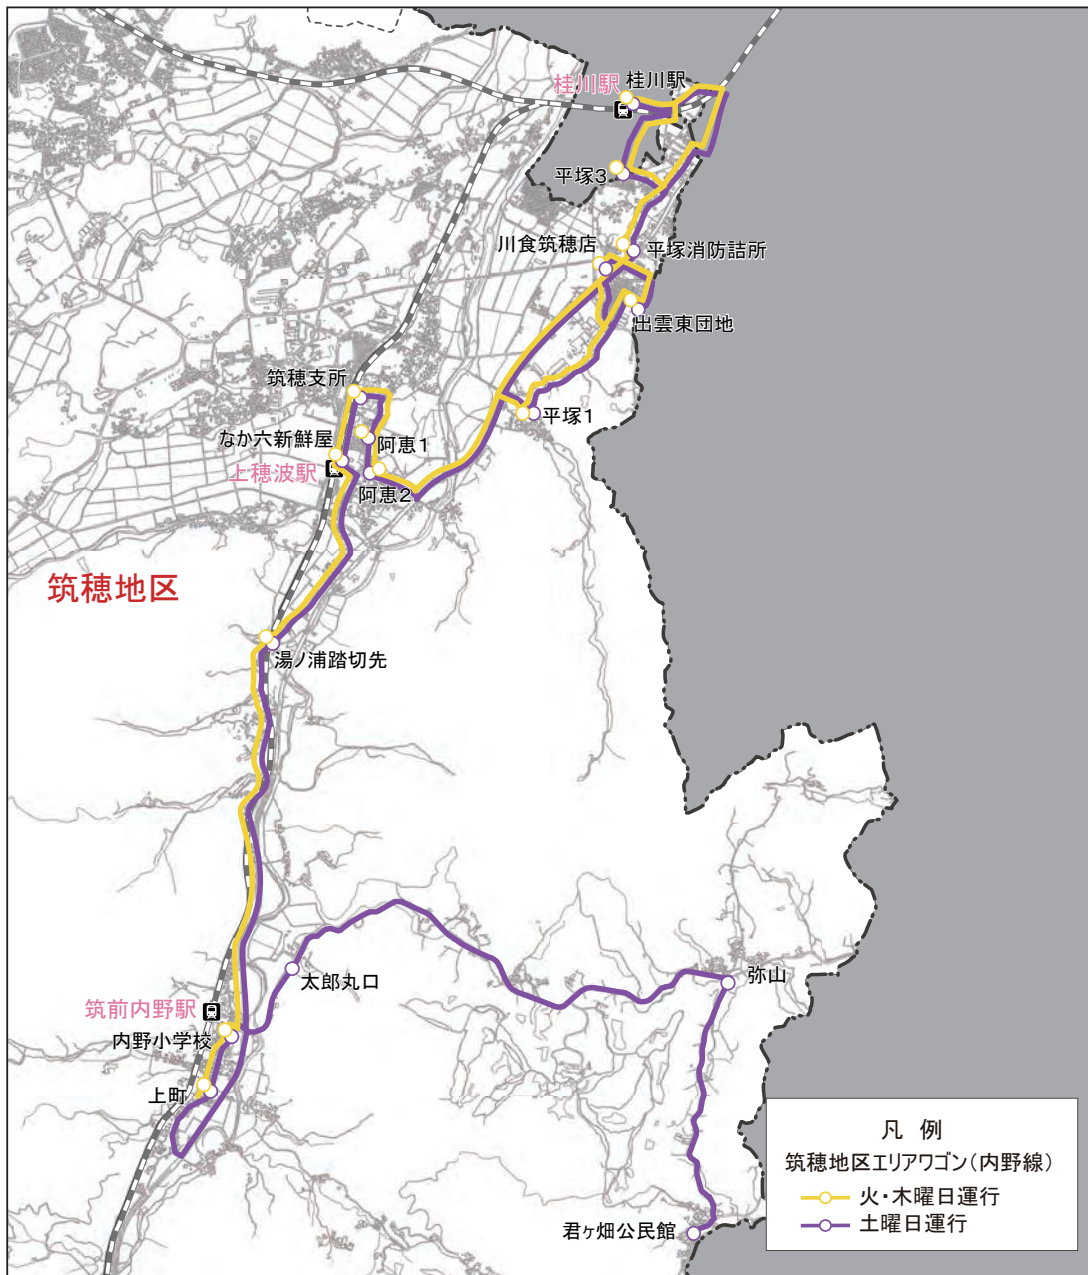 桂川駅
桂川駅
平塚3
川食筑穂店
平塚消防詰所
出雲東団地
筑穂支所
平塚1
なか六新鮮屋
阿恵1
上穂波駅
阿恵2
筑穂地区
湯ノ浦踏切先
太郎丸口
弥山
筑前内野駅
内野小学校
上町
君ヶ畑公民館
凡 例
筑穂地区エリアワゴン(内野線)
火・木曜日運行
土曜日運行